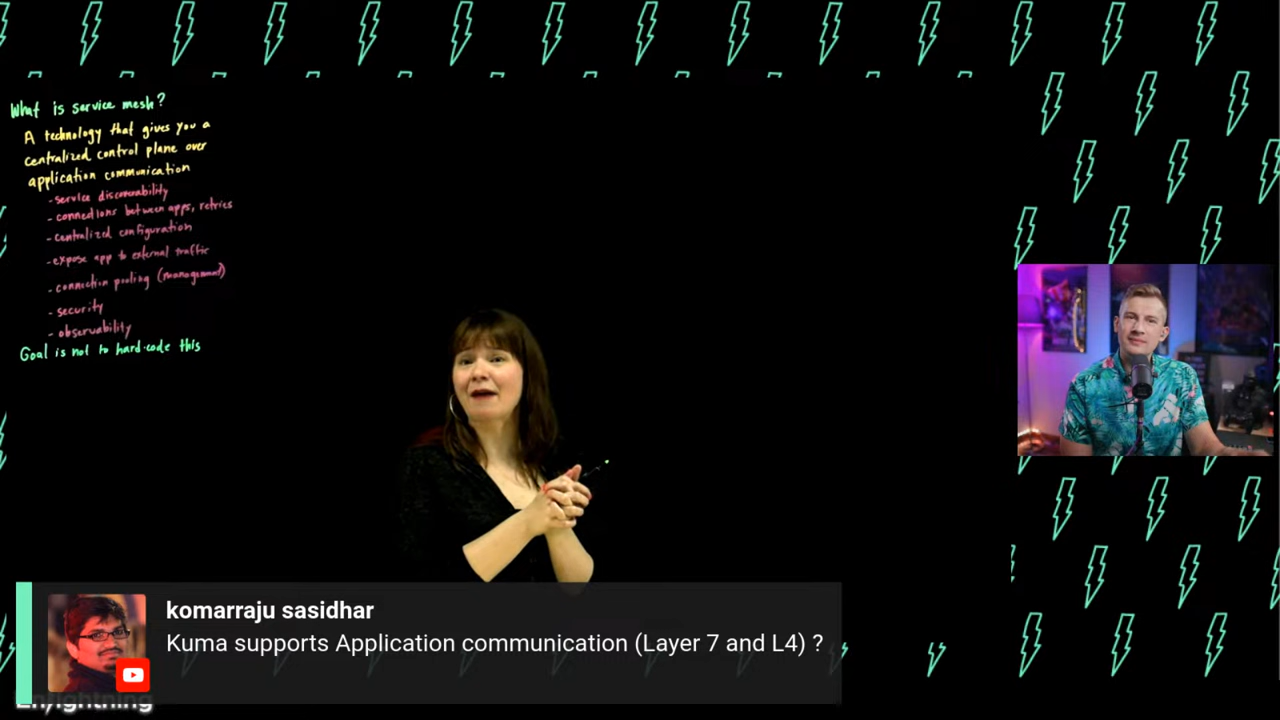 What is service mesh?
A technology that gives you a
centralized control plane over
application communication
- service discoverability
- connections between apps, retries
- centralized configuration
- expose app to external traffic
- connection pooling (management)
- security
- observability
Goal is not to hard-code this
komarraju sasidhar
Kuma supports Application communication (Layer 7 and L4) ?
Enlightning